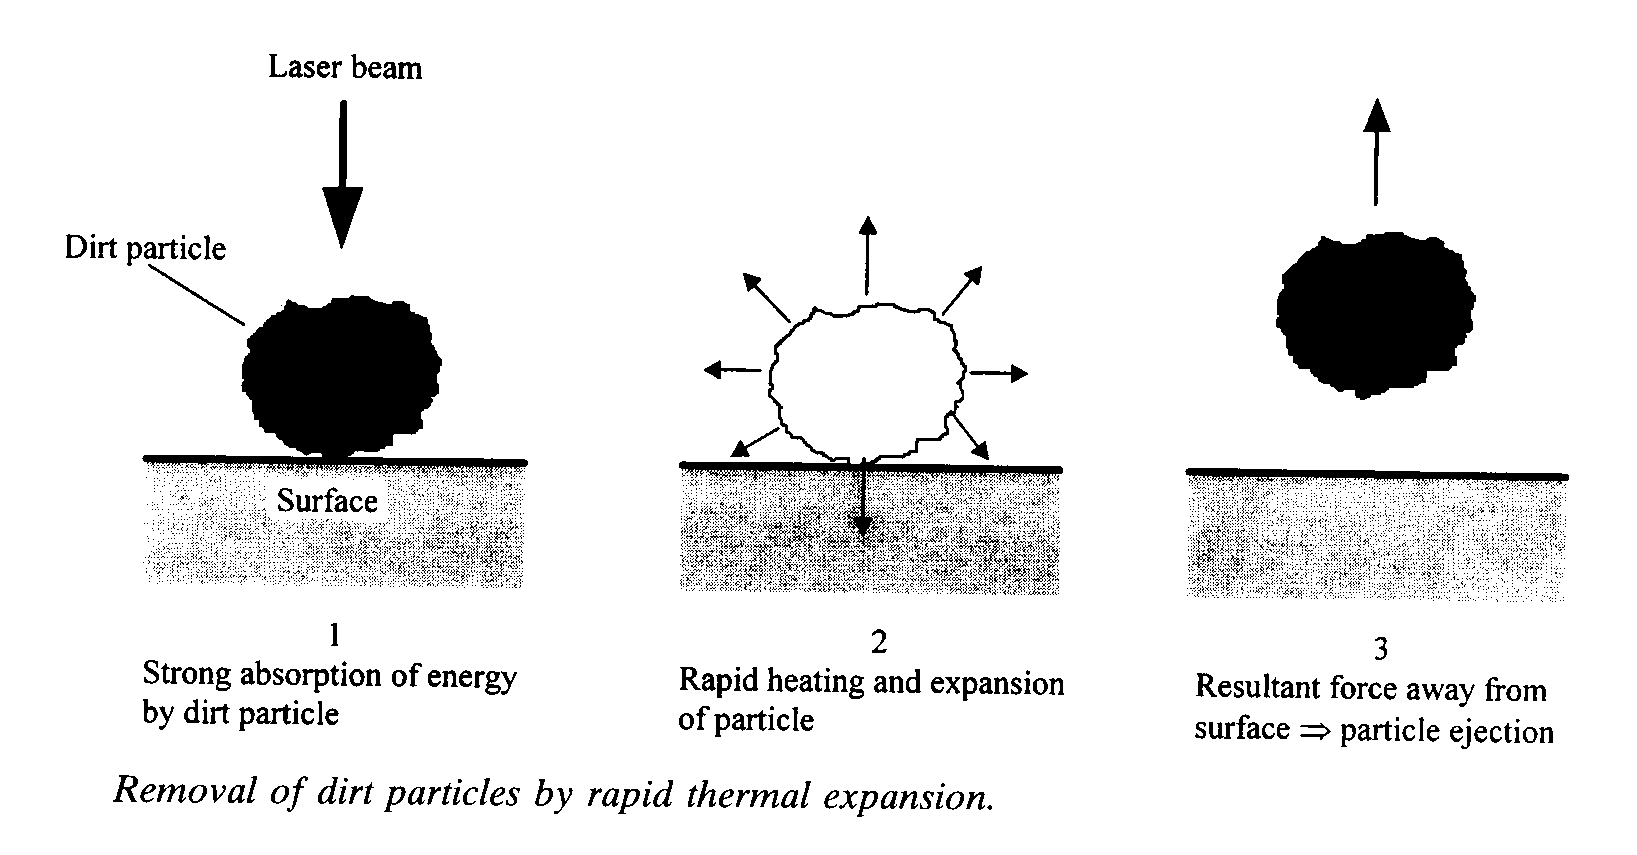 Laser beam
Dirt particle
Surface
1
Strong absorption of energy
by dirt particle
2
Rapid heating and expansion
of particle
3
Resultant force away from
surface ⇒ particle ejection
Removal of dirt particles by rapid thermal expansion.